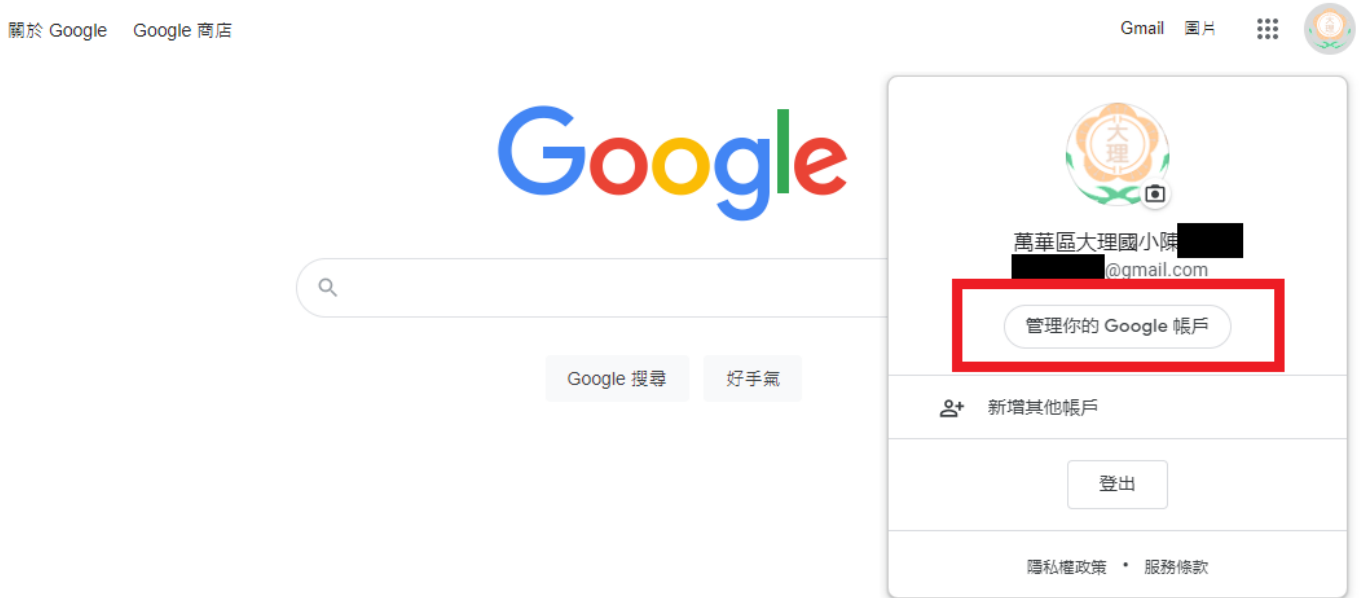 關於 Google Google 商店
Gmail 圖片
Google
大理
萬華區大理國小陳
@gmail.com
管理你的 Google 帳戶
Google 搜尋 好手氣
新增其他帳戶
登出
隱私權政策 • 服務條款